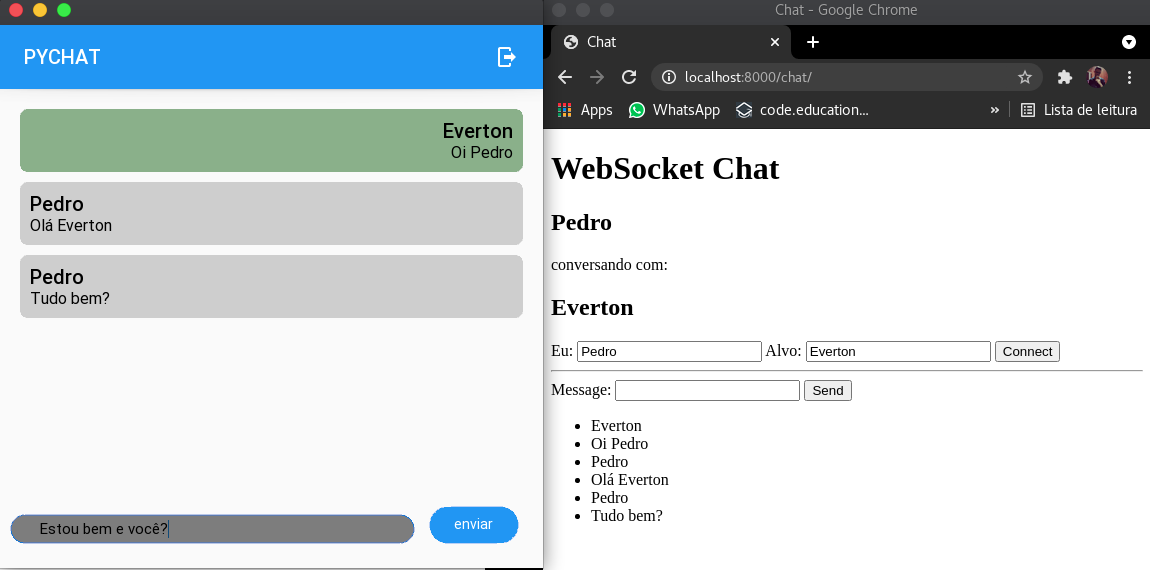 PYCHAT
Everton
Oi Pedro
Pedro
Olá Everton
Pedro
Tudo bem?
Estou bem e você?
enviar
Chat - Google Chrome
Chat
localhost:8000/chat/
Apps WhatsApp code.education... » Lista de leitura
WebSocket Chat
Pedro
conversando com:
Everton
Eu: Pedro Alvo: Everton Connect
Message: Send
Everton
Oi Pedro
Pedro
Olá Everton
Pedro
Tudo bem?